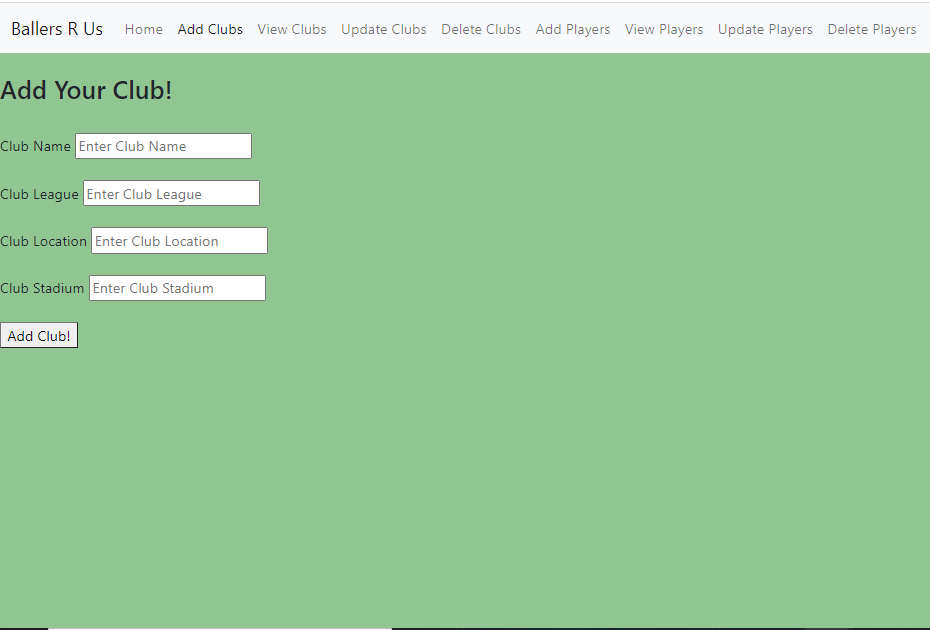 Ballers R Us Home Add Clubs View Clubs Update Clubs Delete Clubs Add Players View Players Update Players Delete Players
Add Your Club!
Club Name Enter Club Name
Club League Enter Club League
Club Location Enter Club Location
Club Stadium Enter Club Stadium
Add Club!